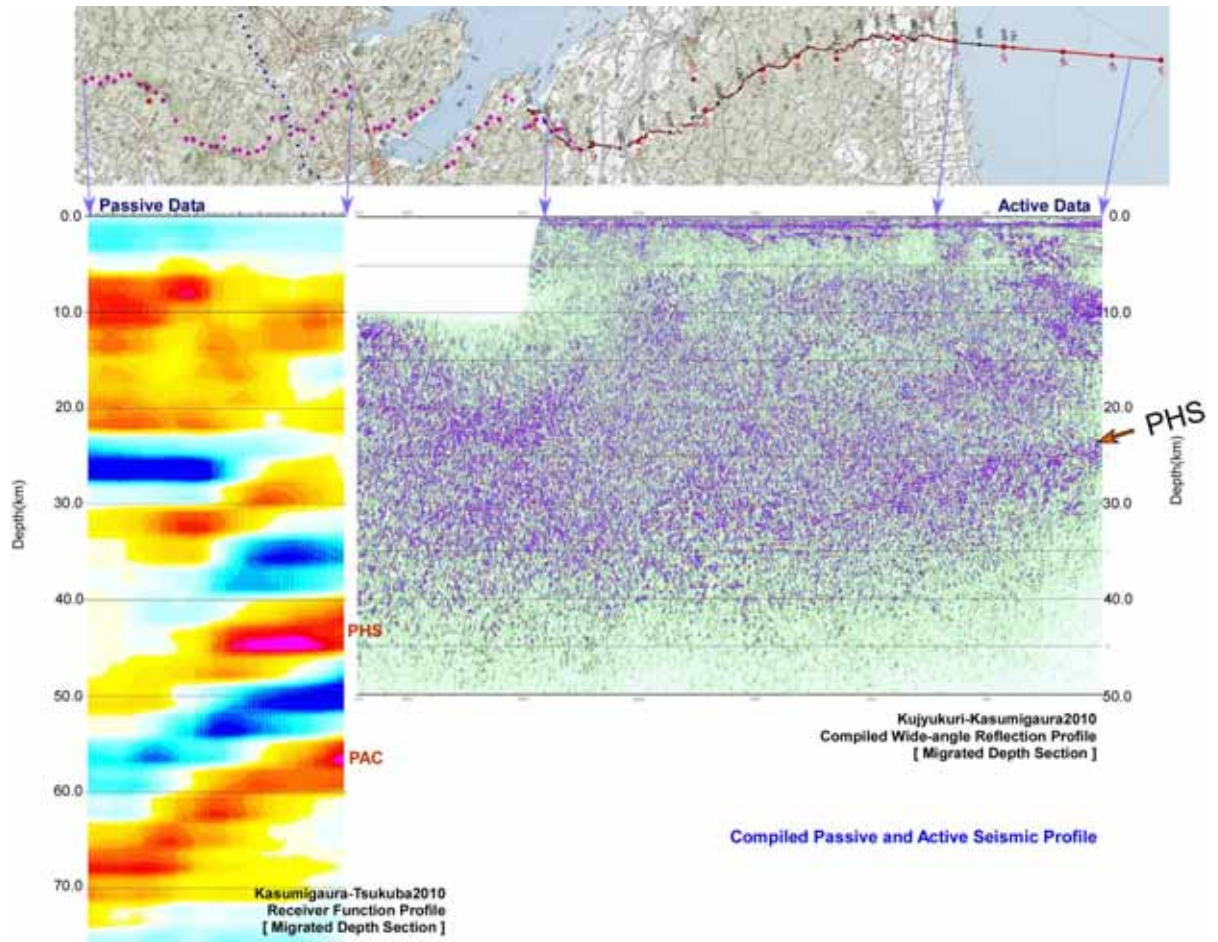 Passive Data
Active Data
0.0
0.0
10.0
10.0
20.0
20.0
PHS
Depth(km)
Depth(km)
30.0
30.0
40.0
40.0
PHS
50.0
50.0
Kujyukuri-Kasumigaura2010
Compiled Wide-angle Reflection Profile
[ Migrated Depth Section ]
PAC
60.0
Compiled Passive and Active Seismic Profile
70.0
Kasumigaura-Tsukuba2010
Receiver Function Profile
[ Migrated Depth Section ]